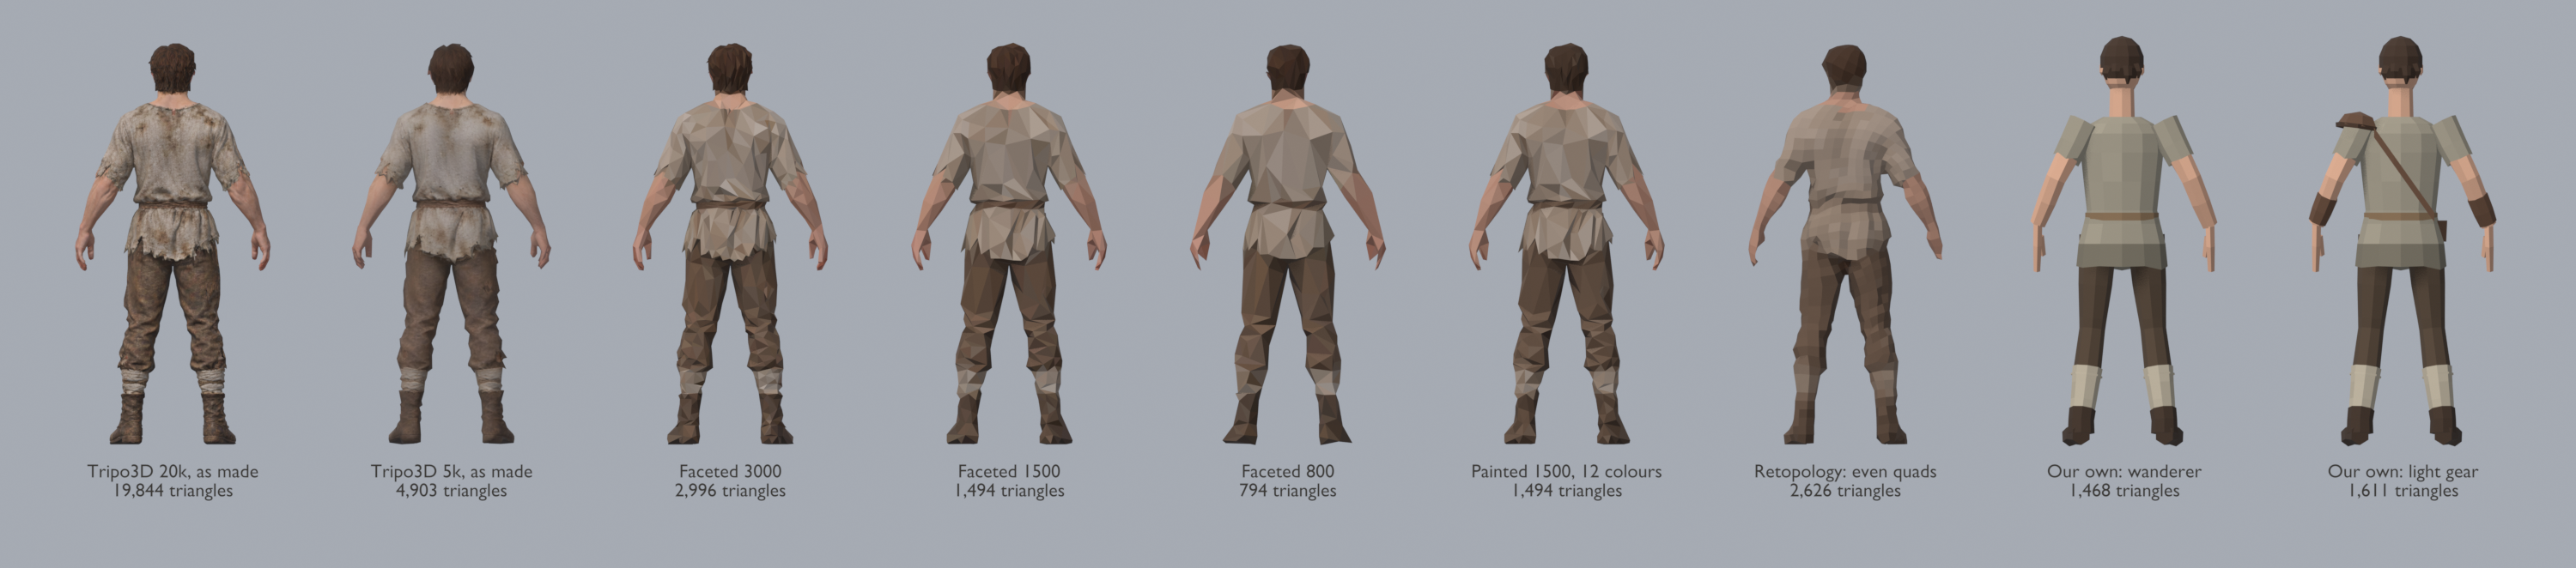 Tripo3D 20k, as made
19,844 triangles
Tripo3D 5k, as made
4,903 triangles
Faceted 3000
2,996 triangles
Faceted 1500
1,494 triangles
Faceted 800
794 triangles
Painted 1500, 12 colours
1,494 triangles
Retopology: even quads
2,626 triangles
Our own: wanderer
1,468 triangles
Our own: light gear
1,611 triangles